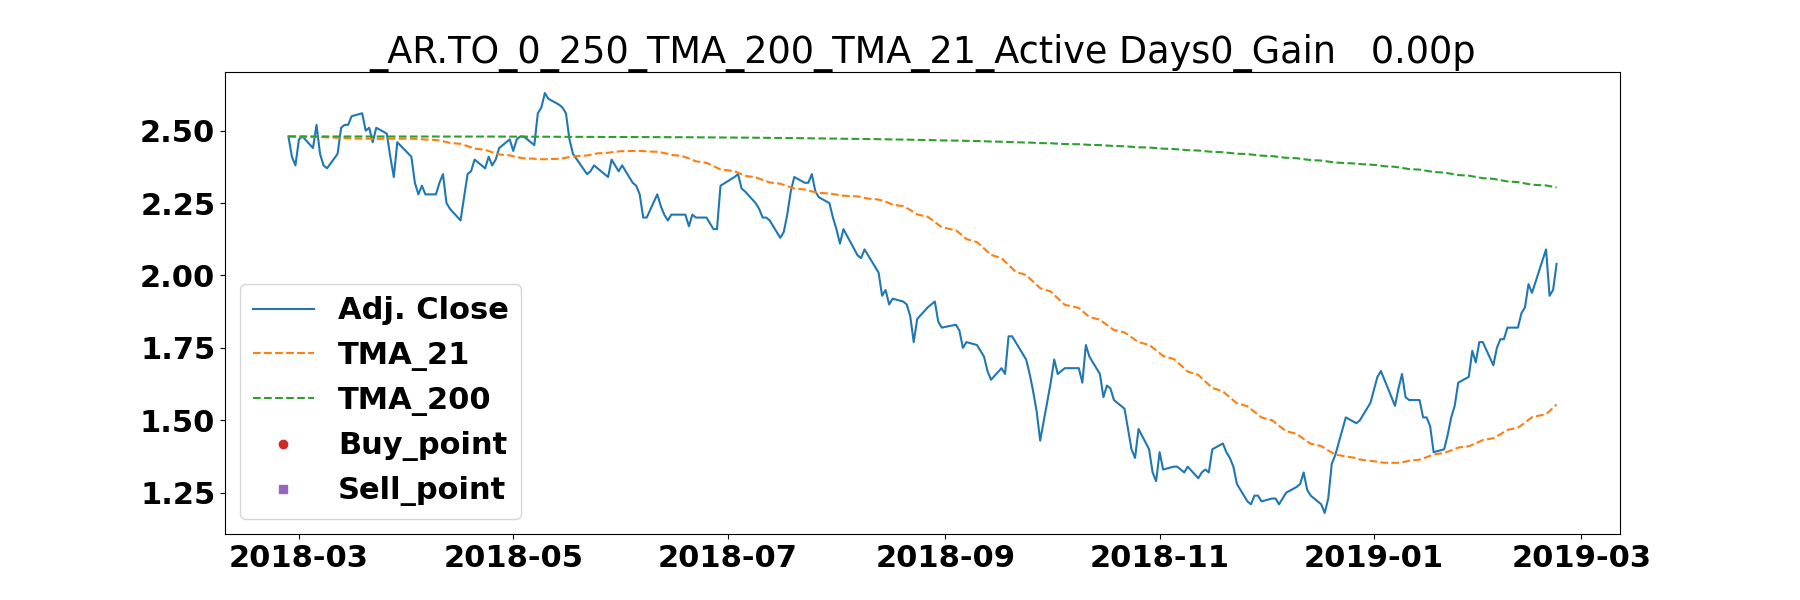 _AR.TO_0_250_TMA_200_TMA_21_Active Days0_Gain   0.00p
2.50
2.25
2.00
1.75
1.50
1.25
Adj. Close
TMA_21
TMA_200
Buy_point
Sell_point
2018-03 2018-05 2018-07 2018-09 2018-11 2019-01 2019-03